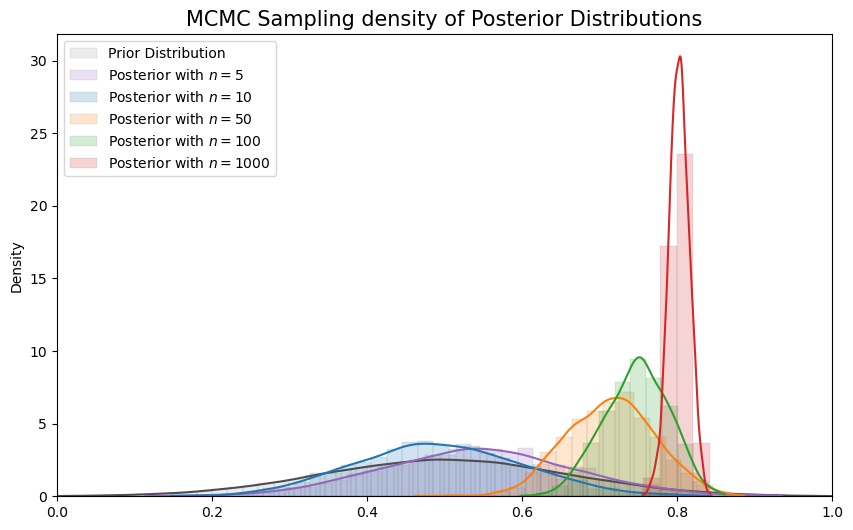 MCMC Sampling density of Posterior Distributions
Prior Distribution
Posterior with n = 5
Posterior with n = 10
Posterior with n = 50
Posterior with n = 100
Posterior with n = 1000
Density
30
25
20
15
10
5
0
0.0 0.2 0.4 0.6 0.8 1.0